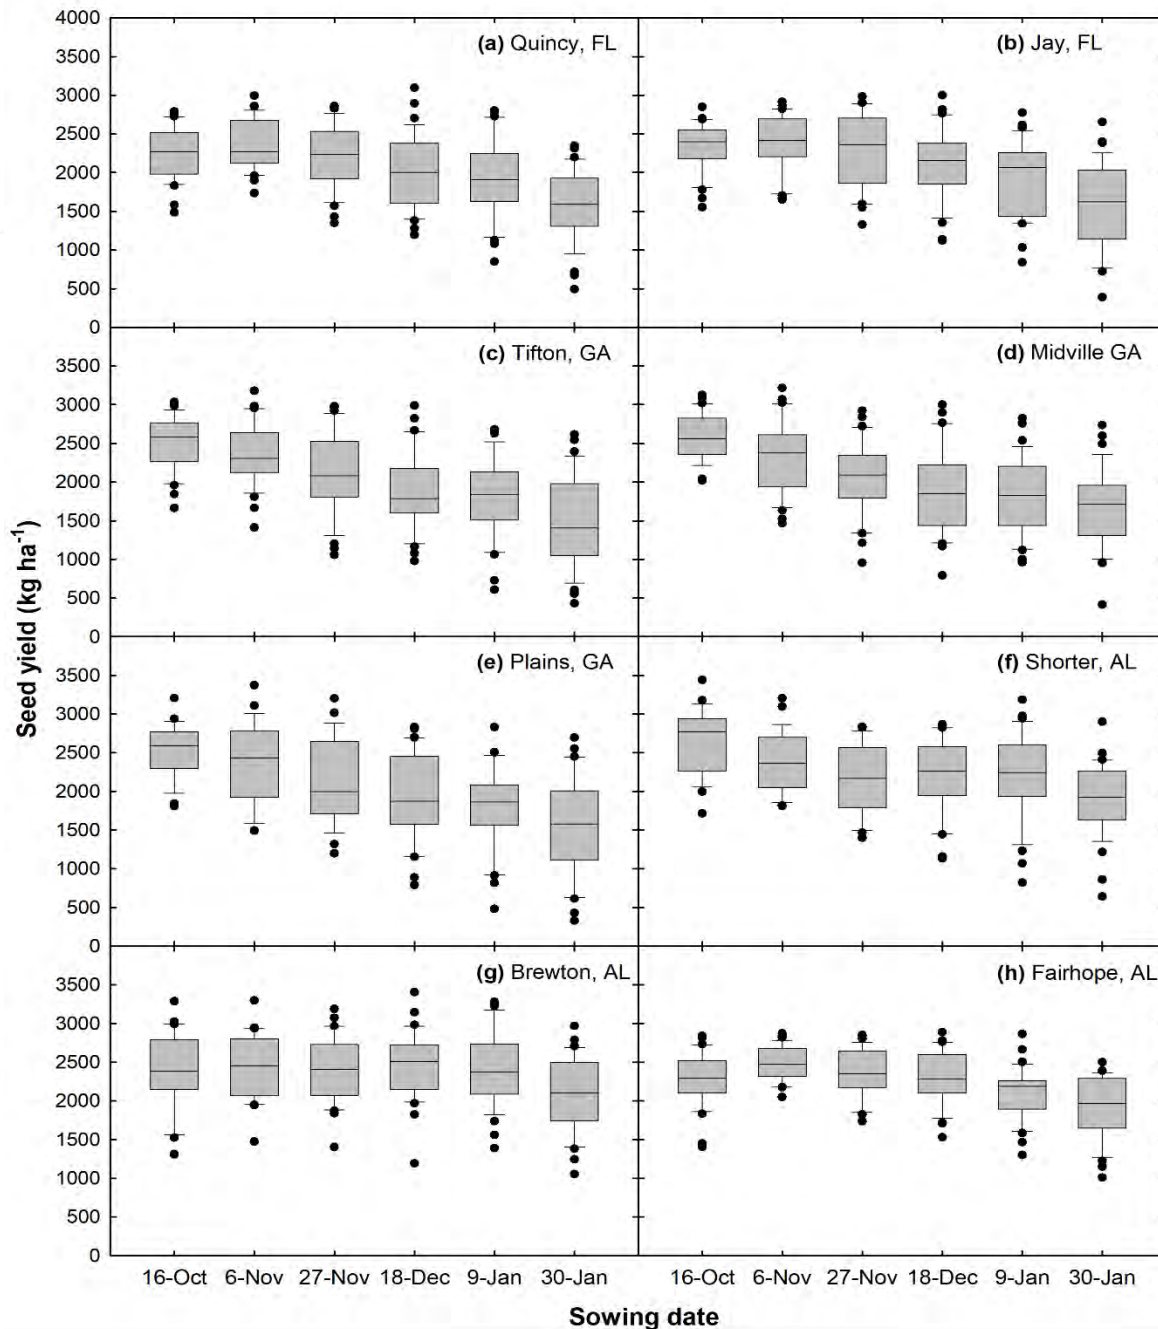 4000
3500
3000
2500
2000
1500
1000
500
0
(a) Quincy, FL
(b) Jay, FL
3500
3000
2500
2000
1500
1000
500
0
(c) Tifton, GA
(d) Midville GA
3500
3000
2500
2000
1500
1000
500
0
(e) Plains, GA
(f) Shorter, AL
3500
3000
2500
2000
1500
1000
500
0
(g) Brewton, AL
(h) Fairhope, AL
Seed yield (kg ha⁻¹)
16-Oct 6-Nov 27-Nov 18-Dec 9-Jan 30-Jan
16-Oct 6-Nov 27-Nov 18-Dec 9-Jan 30-Jan
Sowing date